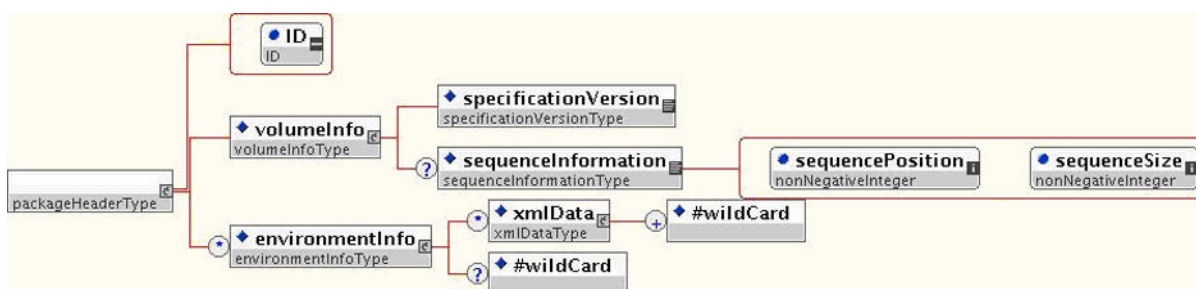 ID
ID
specificationVersion
specificationVersionType
volumeInfo
volumeInfoType
? sequenceInformation
sequenceInformationType
sequencePosition
nonNegativeInteger
sequenceSize
nonNegativeInteger
packageHeaderType
* environmentInfo
environmentInfoType
* xmlData
xmlDataType
+ #wildCard
? #wildCard